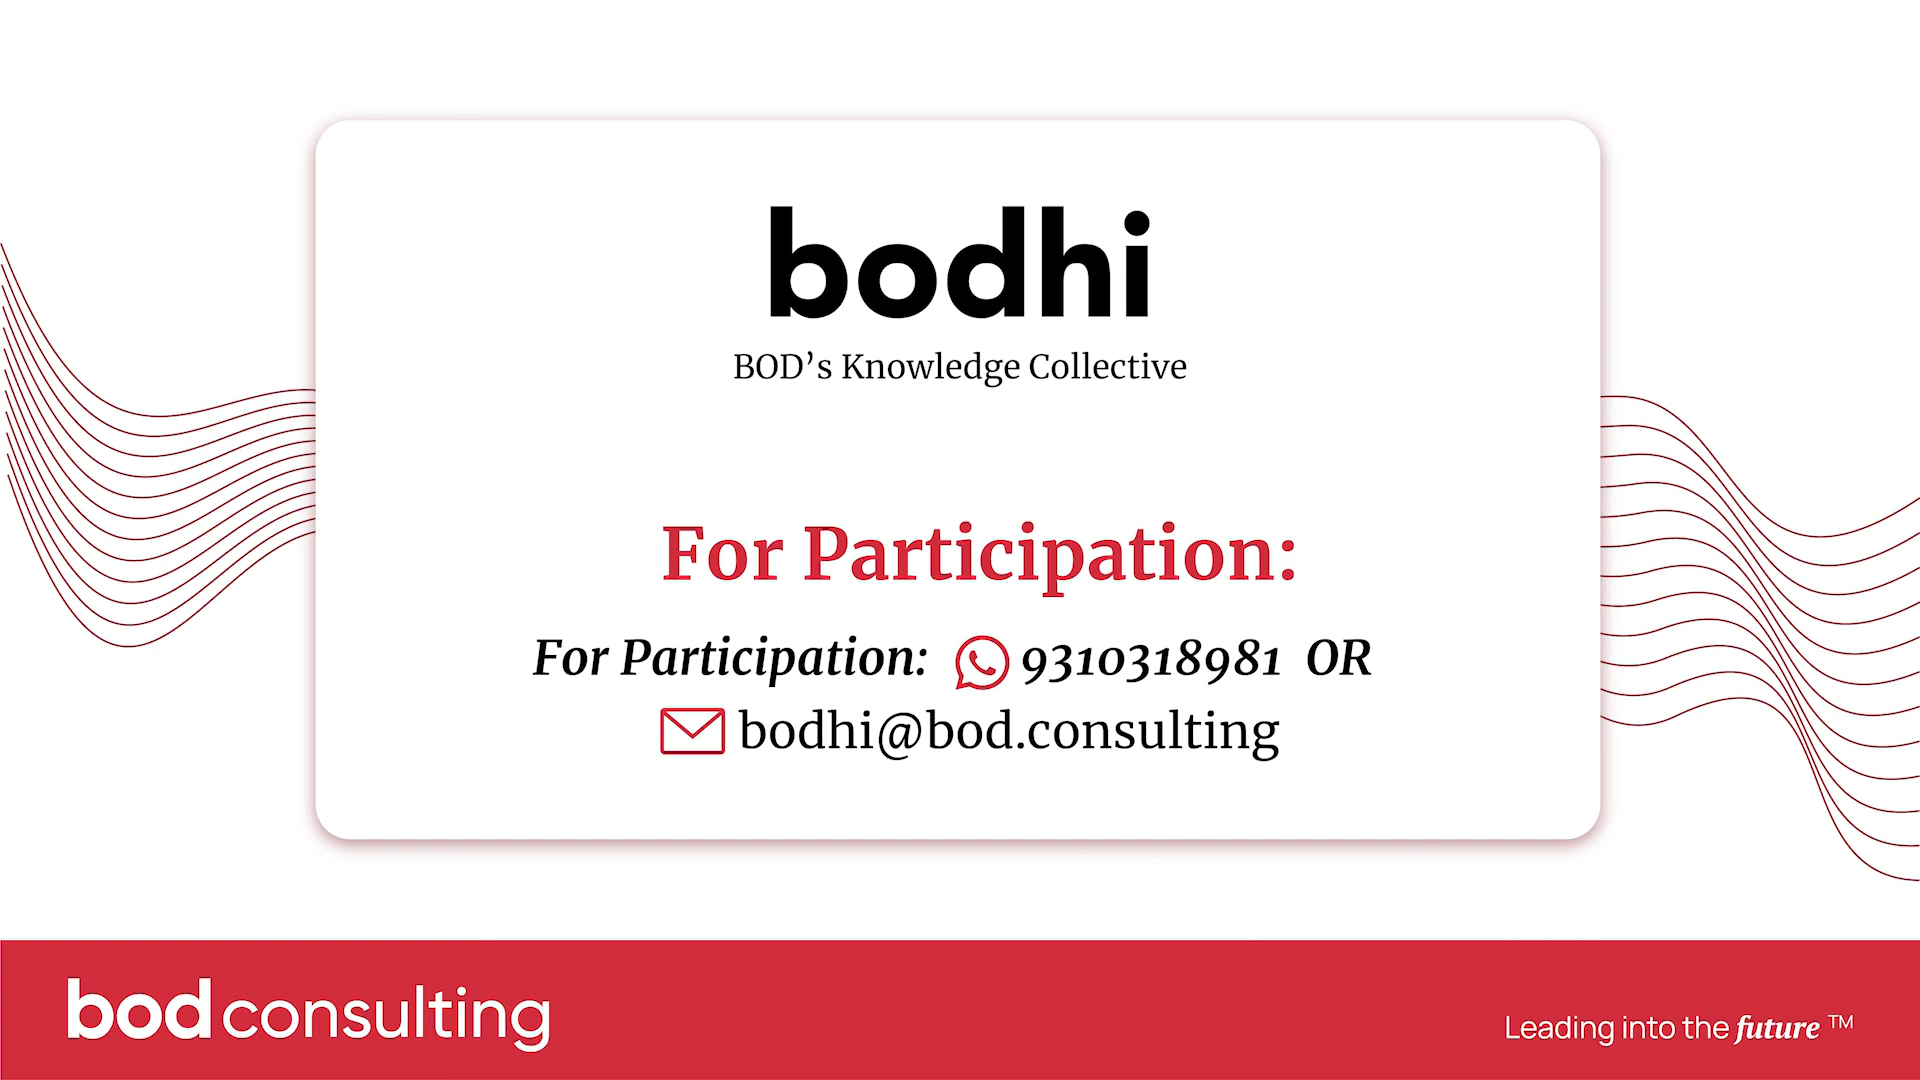 bodhi
BOD’s Knowledge Collective
For Participation:
For Participation: 9310318981 OR
bodhi@bod.consulting
bod consulting
Leading into the future ™